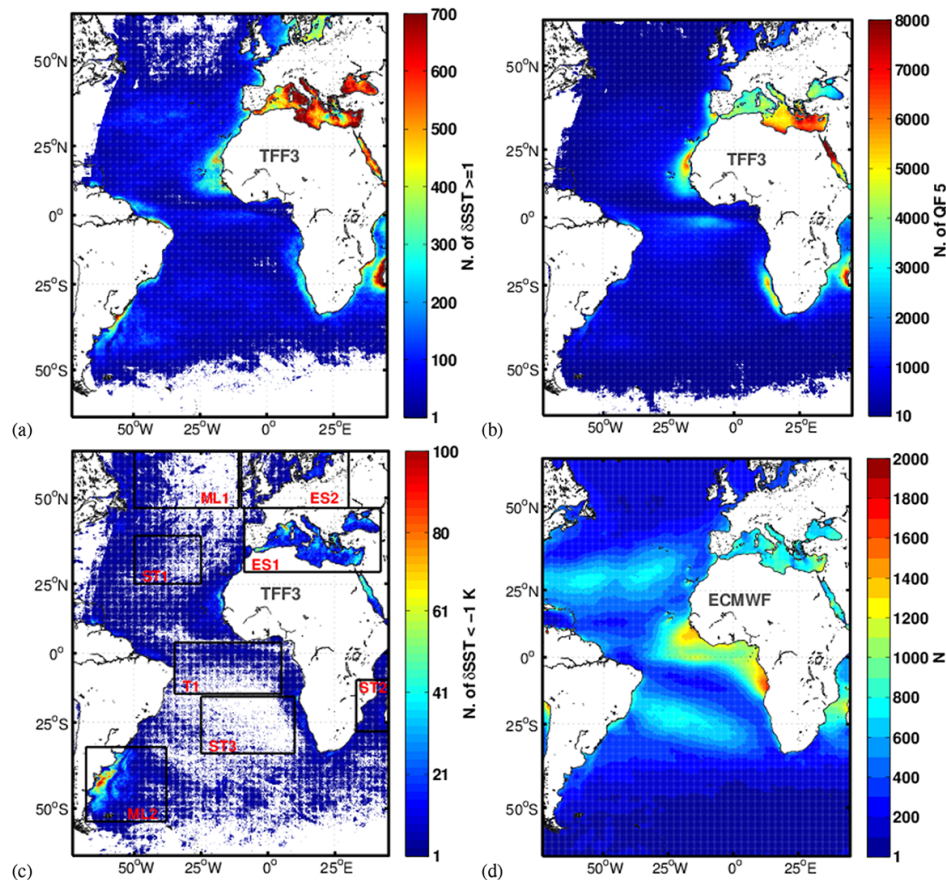 700
600
500
400
300
200
100
1
N. of δSST >=1
50°N
25°N
0°
25°S
50°S
50°W
25°W
0°
25°E
TFF3
(a)
8000
7000
6000
5000
4000
3000
2000
1000
10
N. of QF 5
50°N
25°N
0°
25°S
50°S
50°W
25°W
0°
25°E
TFF3
(b)
100
80
61
41
21
1
N. of δSST < −1 K
50°N
25°N
0°
25°S
50°S
50°W
25°W
0°
25°E
ML1
ES2
ES1
ST1
TFF3
T1
ST2
ST3
ML2
(c)
2000
1800
1600
1400
1200
1000
800
600
400
200
1
N
50°N
25°N
0°
25°S
50°S
50°W
25°W
0°
25°E
ECMWF
(d)